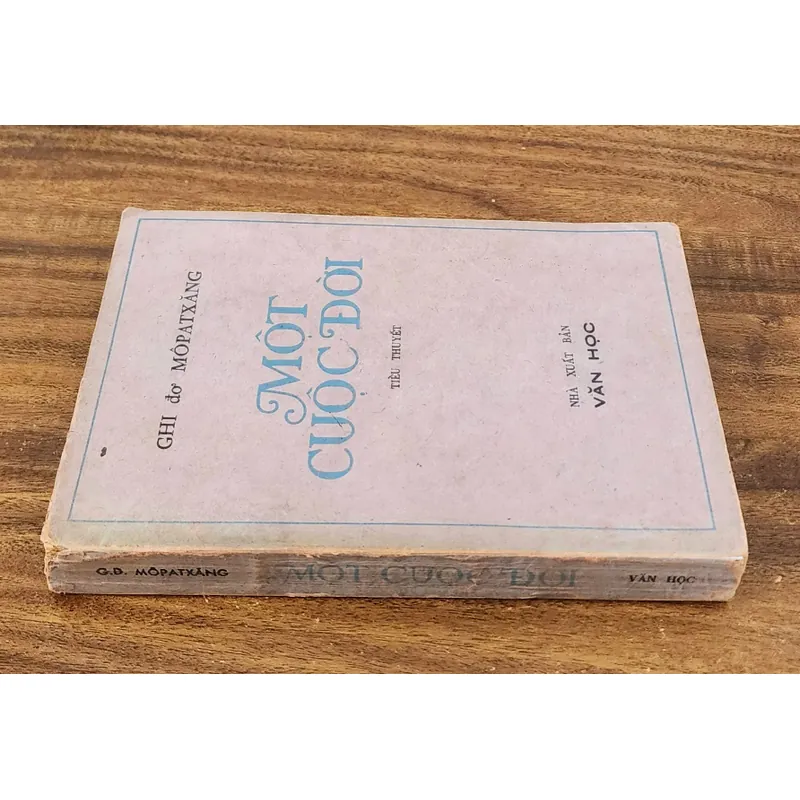 GHI đơ MÔPATXĂNG
MỘT
CUỘC ĐỜI
TIỂU THUYẾT
NHÀ XUẤT BẢN
VĂN HỌC
G.Đ. MÔPATXĂNG
MỘT CUỘC ĐỜI
VĂN HỌC